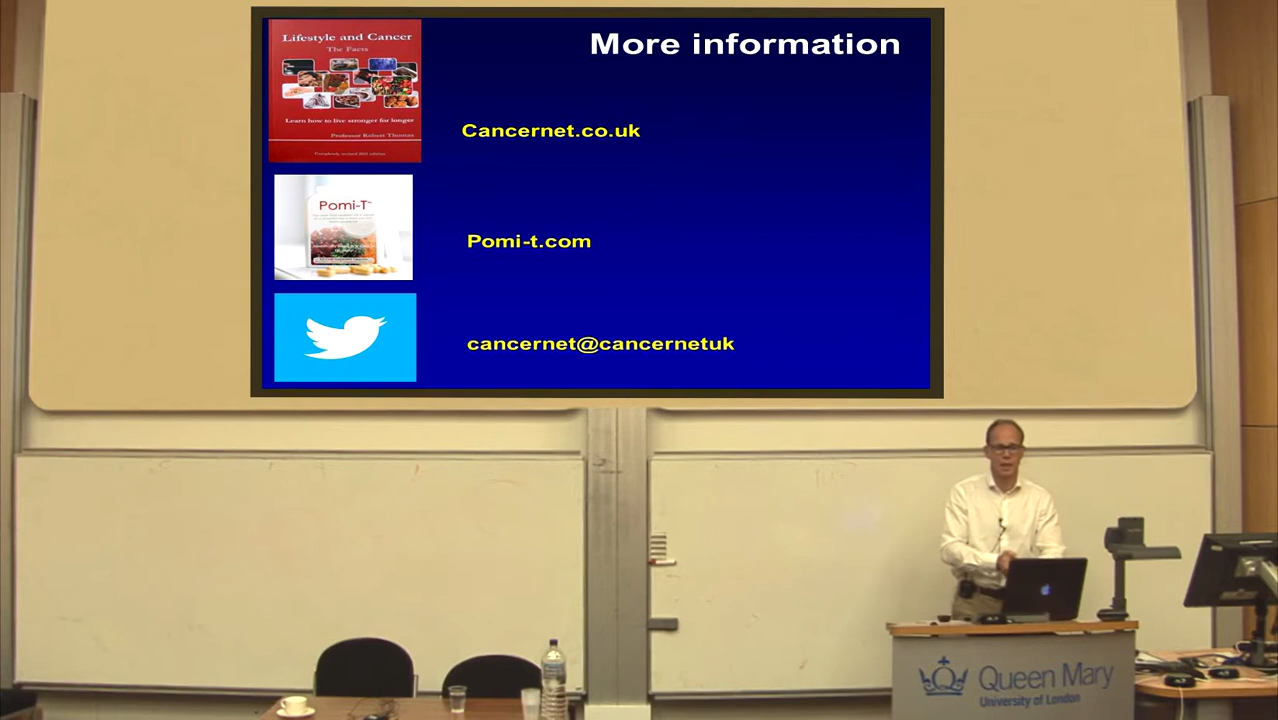 Lifestyle and Cancer
The Facts
Learn how to live stronger for longer
Professor Robert Thomas
More information
Cancernet.co.uk
Pomi-T
Pomi-t.com
cancernet@cancernetuk
Queen Mary
University of London